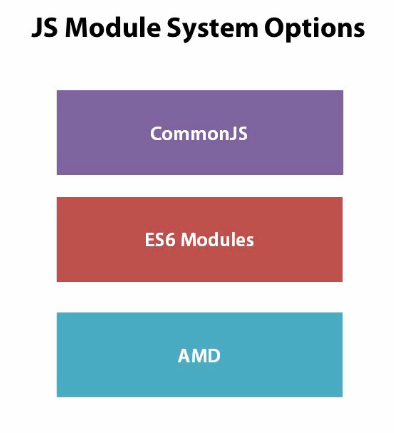 JS Module System Options
CommonJS
ES6 Modules
AMD